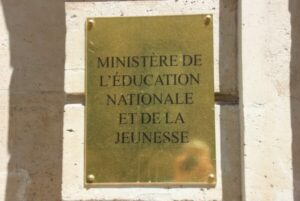 MINISTÈRE DE
L'ÉDUCATION
NATIONALE
ET DE LA
JEUNESSE